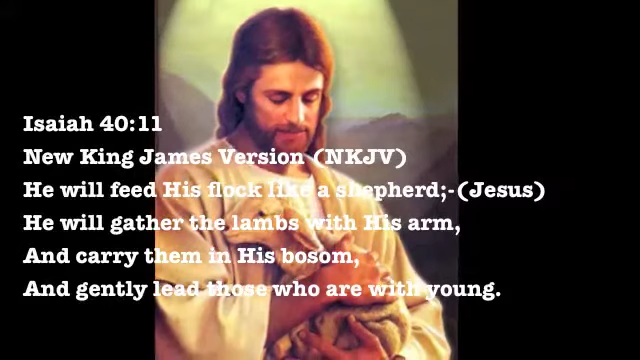 Isaiah 40:11
New King James Version (NKJV)
He will feed His flock like a shepherd;-(Jesus)
He will gather the lambs with His arm,
And carry them in His bosom,
And gently lead those who are with young.